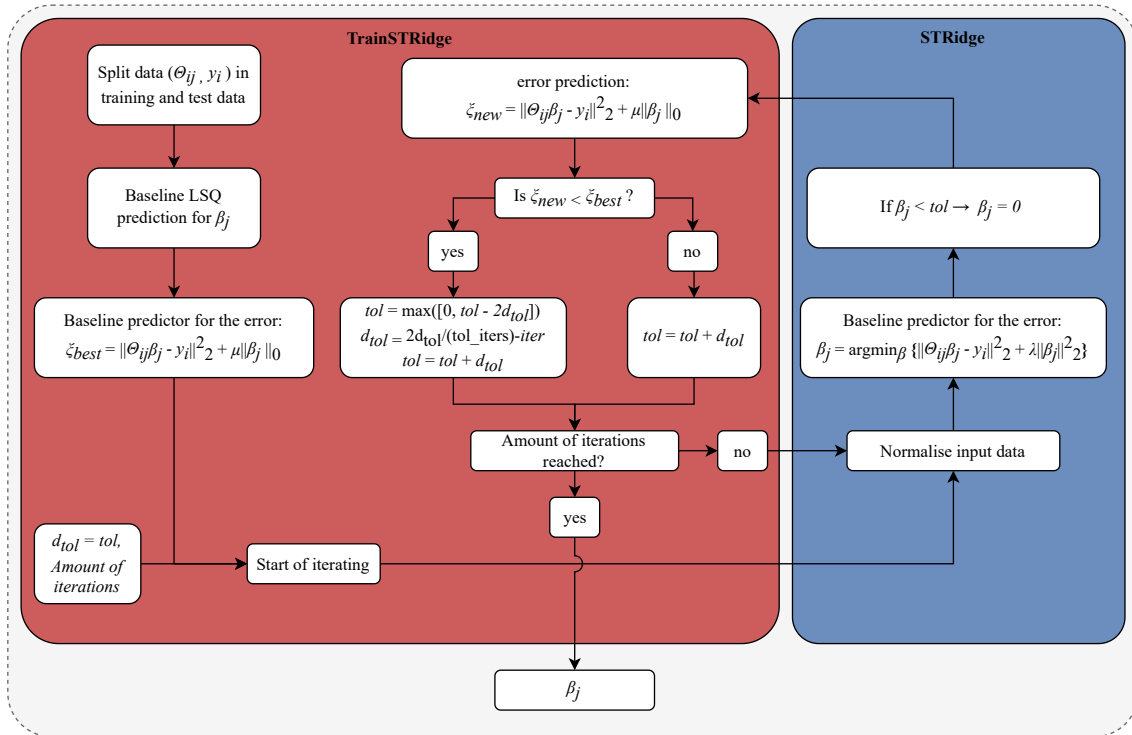 TrainSTRidge
Split data (Θij , yi ) in
training and test data
Baseline LSQ
prediction for βj
Baseline predictor for the error:
ξbest = ||Θijβj - yi||²2 + μ||βj ||0
dtol = tol,
Amount of
iterations
Start of iterating
error prediction:
ξnew = ||Θijβj - yi||²2 + μ||βj ||0
Is ξnew < ξbest ?
yes
no
tol = max([0, tol - 2dtol])
dtol = 2dtol/(tol_iters)-iter
tol = tol + dtol
tol = tol + dtol
Amount of iterations
reached?
no
yes
βj
STRidge
If βj < tol → βj = 0
Baseline predictor for the error:
βj = argminβ {||Θijβj - yi||²2 + λ||βj||²2}
Normalise input data